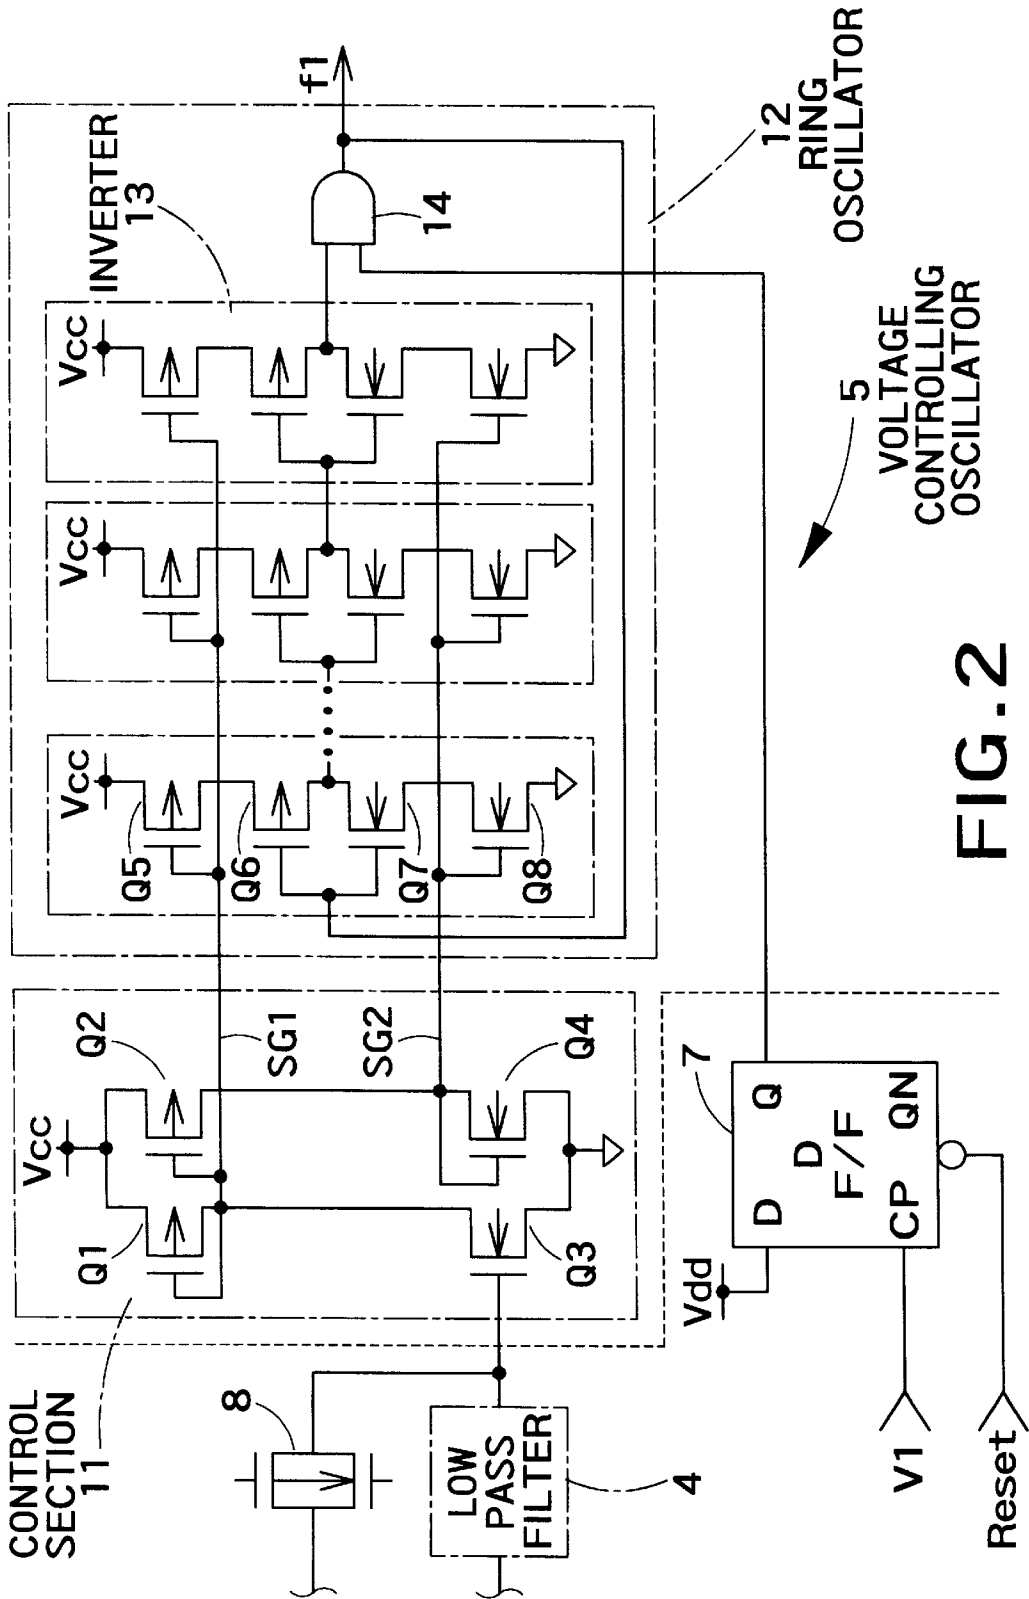 CONTROL
SECTION
11
Vcc
Q1
Q2
SG1
SG2
Q3
Q4
8
LOW
PASS
FILTER
4
INVERTER
13
Vcc
Vcc
Vcc
Q5
Q6
Q7
Q8
14
f1
12
RING
OSCILLATOR
5
VOLTAGE
CONTROLLING
OSCILLATOR
Vdd
7
D
Q
D
F/F
CP
QN
V1
Reset
FIG.2